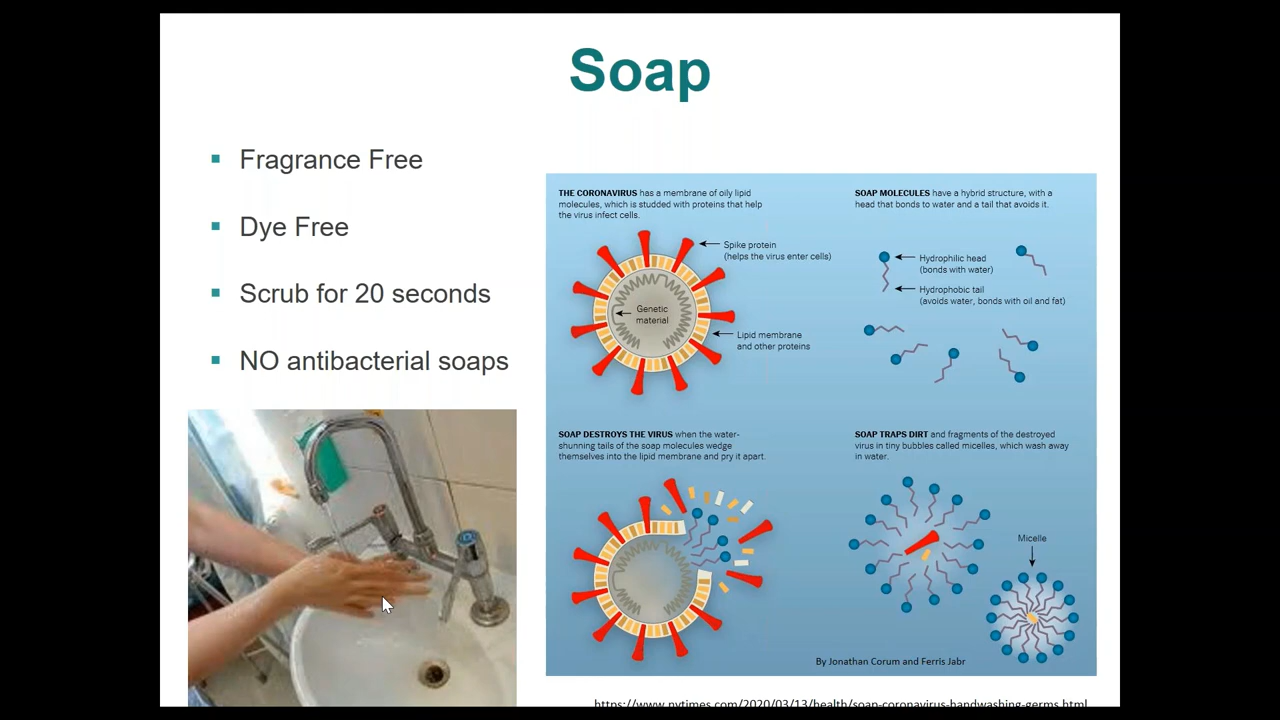 Soap
Fragrance Free
Dye Free
Scrub for 20 seconds
NO antibacterial soaps
THE CORONAVIRUS has a membrane of oily lipid
molecules, which is studded with proteins that help
the virus infect cells.
Spike protein
(helps the virus enter cells)
Genetic
material
Lipid membrane
and other proteins
SOAP MOLECULES have a hybrid structure, with a
head that bonds to water and a tail that avoids it.
Hydrophilic head
(bonds with water)
Hydrophobic tail
(avoids water, bonds with oil and fat)
SOAP DESTROYS THE VIRUS when the water-
shunning tails of the soap molecules wedge
themselves into the lipid membrane and pry it apart.
SOAP TRAPS DIRT and fragments of the destroyed
virus in tiny bubbles called micelles, which wash away
in water.
Micelle
By Jonathan Corum and Ferris Jabr
https://www.nytimes.com/2020/03/13/health/soap-coronavirus-handwashing-germs.html